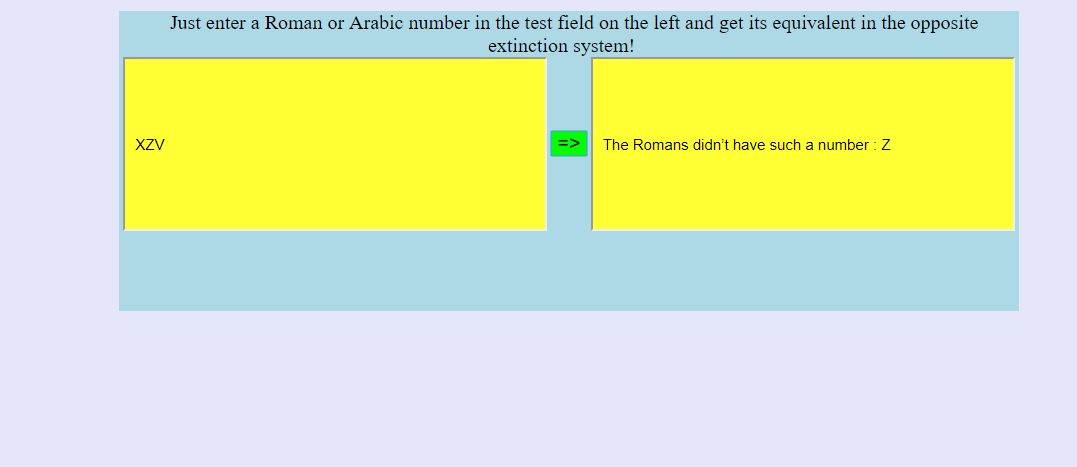 Just enter a Roman or Arabic number in the test field on the left and get its equivalent in the opposite
extinction system!
XZV
=>
The Romans didn't have such a number : Z